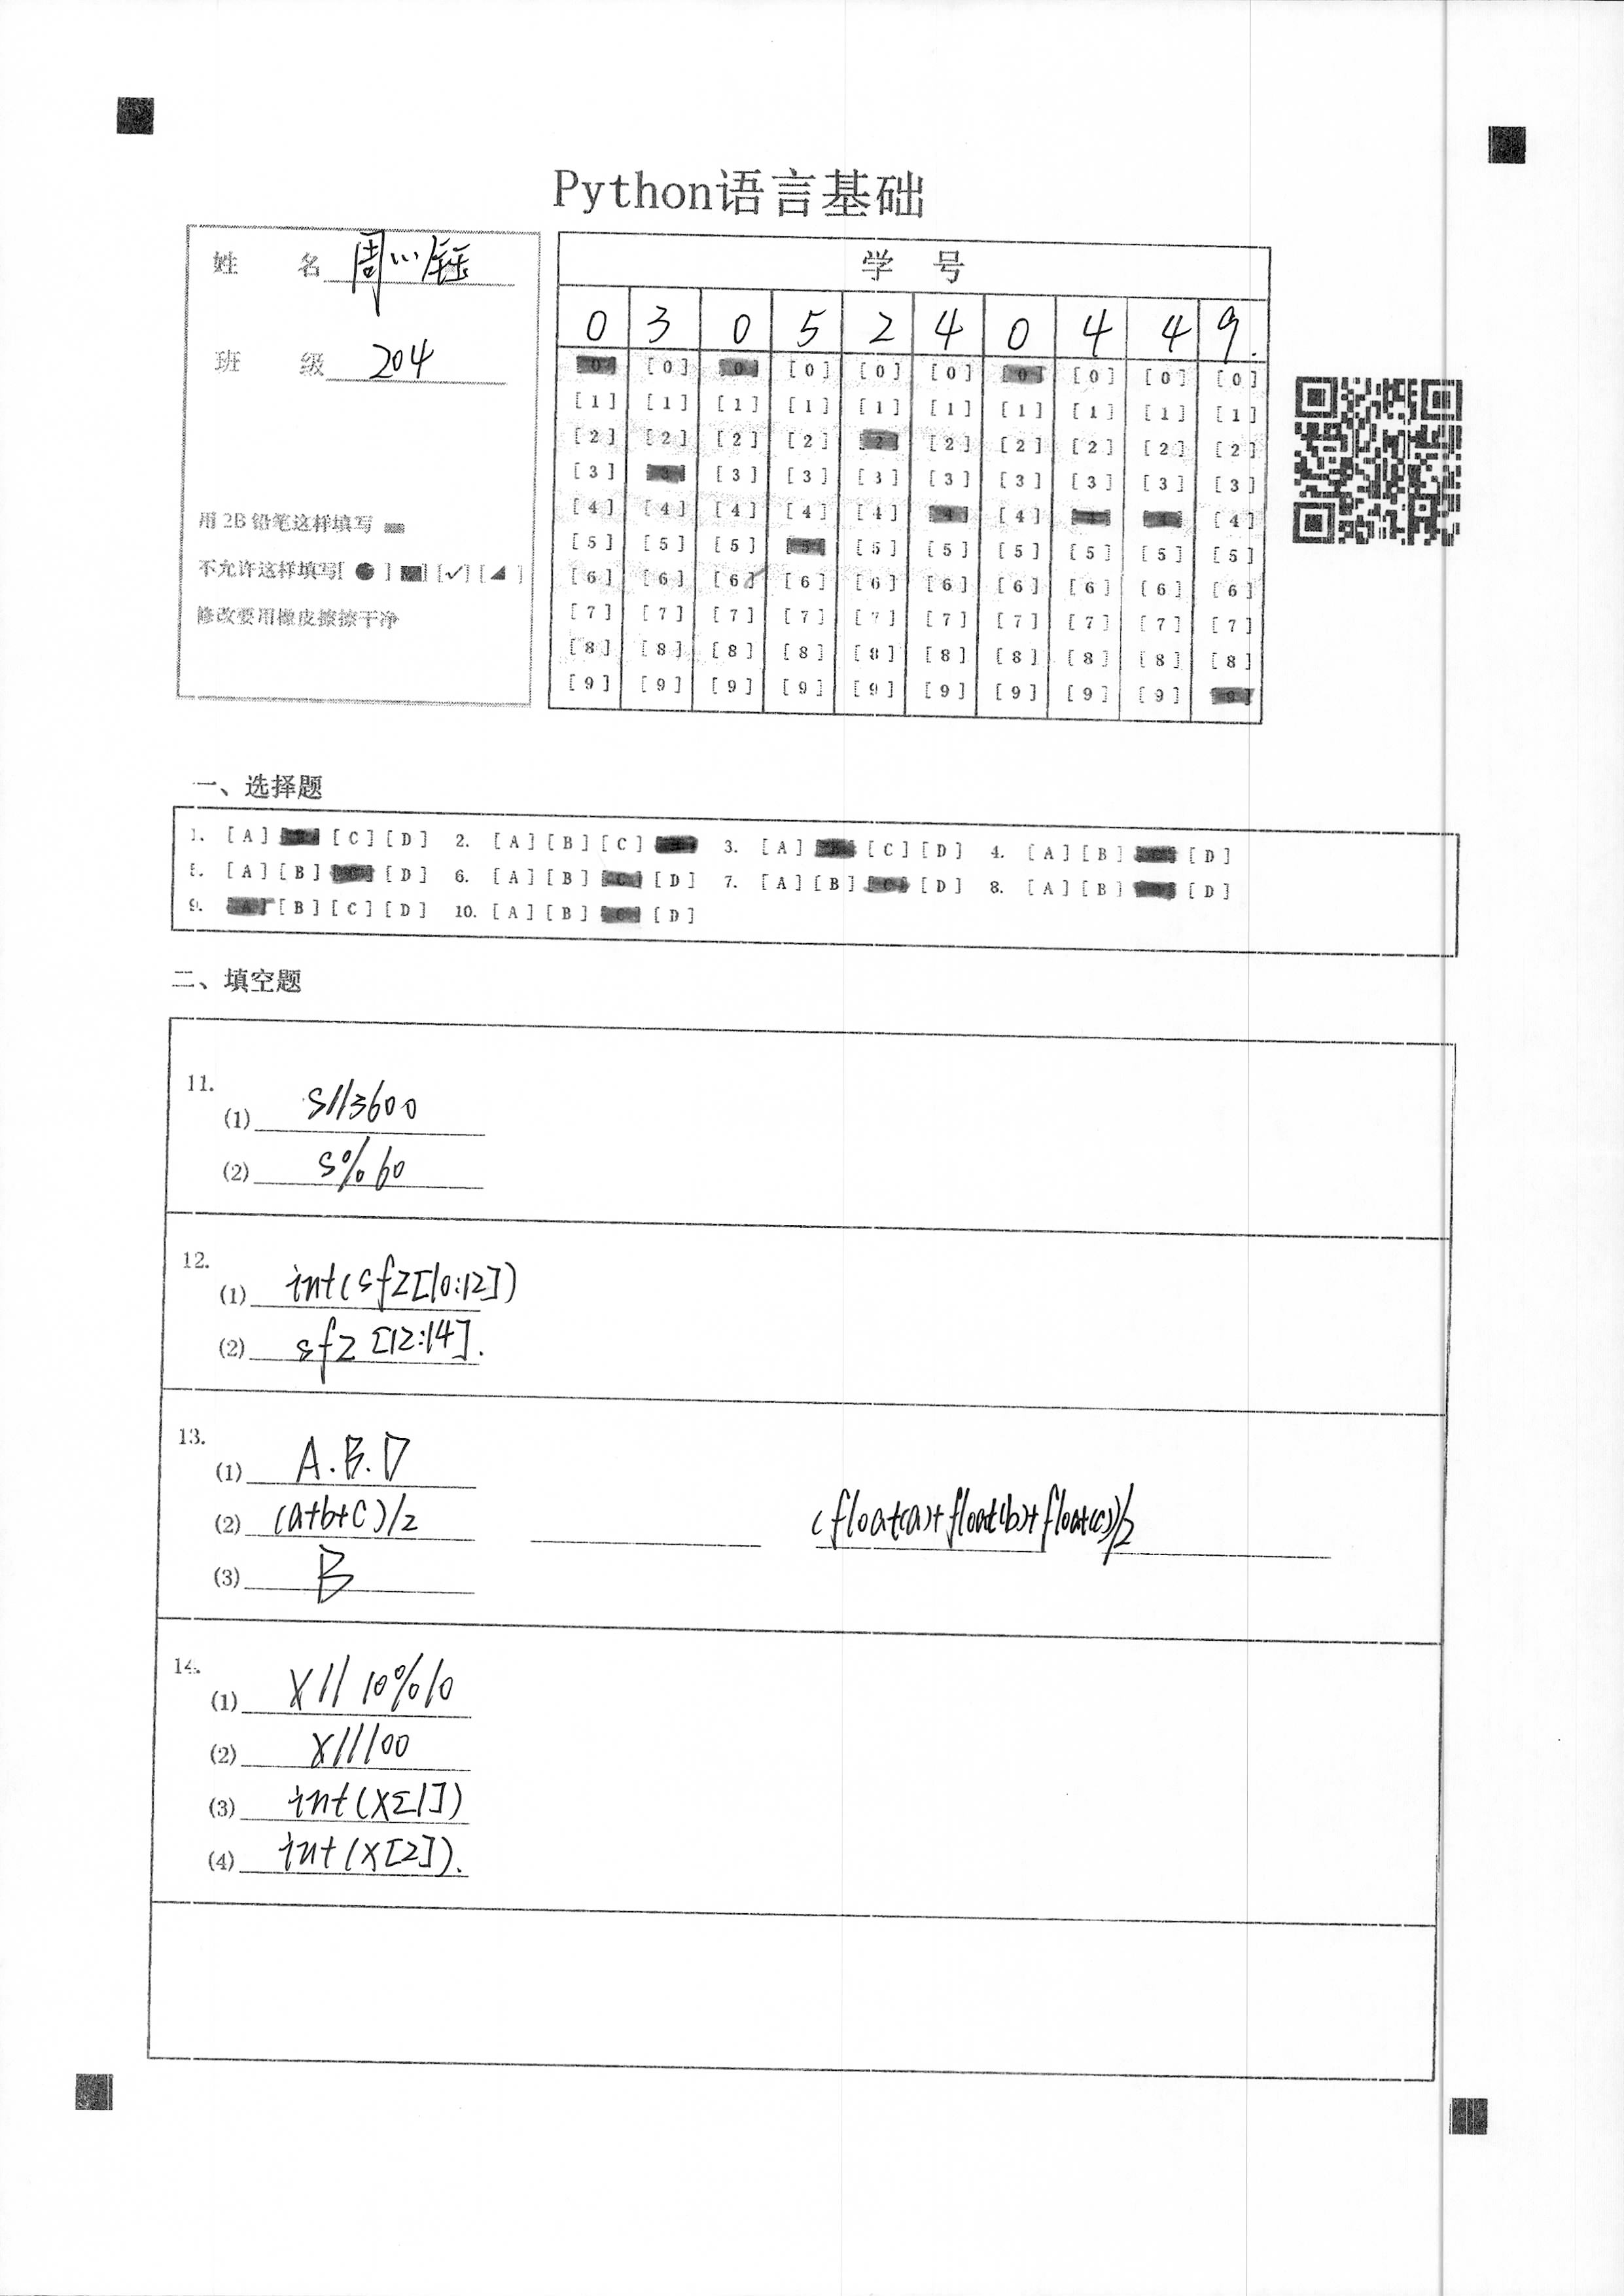 Python语言基础
姓 名 周
班 级 204
用 2B 铅笔这样填写
不允许这样填写[ ● ] [■] [✓] [◢ ]
修改要用橡皮擦擦干净
学 号
0 3 0 5 2 4 0 4 4 9.
[0] [0] [0] [0] [0] [0] [0] [0] [0] [0]
[1] [1] [1] [1] [1] [1] [1] [1] [1] [1]
[2] [2] [2] [2] [2] [2] [2] [2] [2] [2]
[3] [3] [3] [3] [3] [3] [3] [3] [3] [3]
[4] [4] [4] [4] [4] [4] [4] [4] [4] [4]
[5] [5] [5] [5] [5] [5] [5] [5] [5] [5]
[6] [6] [6] [6] [6] [6] [6] [6] [6] [6]
[7] [7] [7] [7] [7] [7] [7] [7] [7] [7]
[8] [8] [8] [8] [8] [8] [8] [8] [8] [8]
[9] [9] [9] [9] [9] [9] [9] [9] [9] [9]
一、选择题
1. [A] [C] [D] 2. [A] [B] [C] 3. [A] [C] [D] 4. [A] [B] [D]
5. [A] [B] [D] 6. [A] [B] [C] [D] 7. [A] [B] [C] [D] 8. [A] [B] [D]
9. [A] [B] [C] [D] 10. [A] [B] [C] [D]
二、填空题
11.
(1) s//3600
(2) s%60
12.
(1) int(sfz[10:12])
(2) sfz[12:14].
13.
(1) A.B.D
(2) (a+b+c)/2 (float(a)+float(b)+float(c))/2
(3) B
14.
(1) x//10%10
(2) x//100
(3) int(x[1])
(4) int(x[2]).